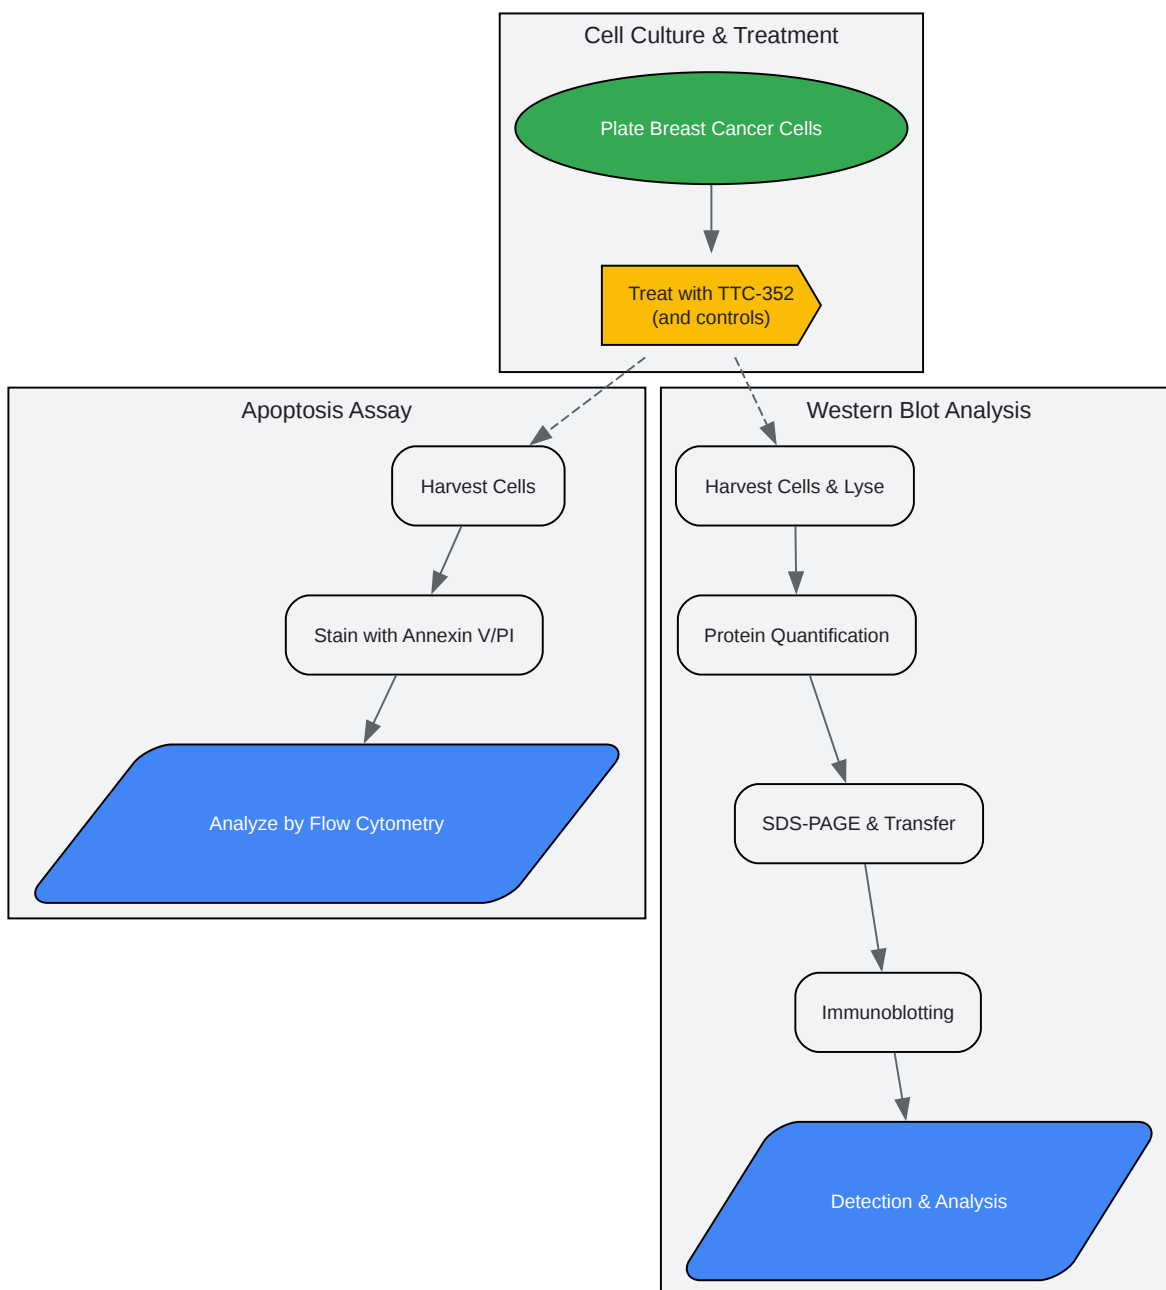 Cell Culture & Treatment
Plate Breast Cancer Cells
Treat with TTC-352
(and controls)
Apoptosis Assay
Harvest Cells
Stain with Annexin V/PI
Analyze by Flow Cytometry
Western Blot Analysis
Harvest Cells & Lyse
Protein Quantification
SDS-PAGE & Transfer
Immunoblotting
Detection & Analysis